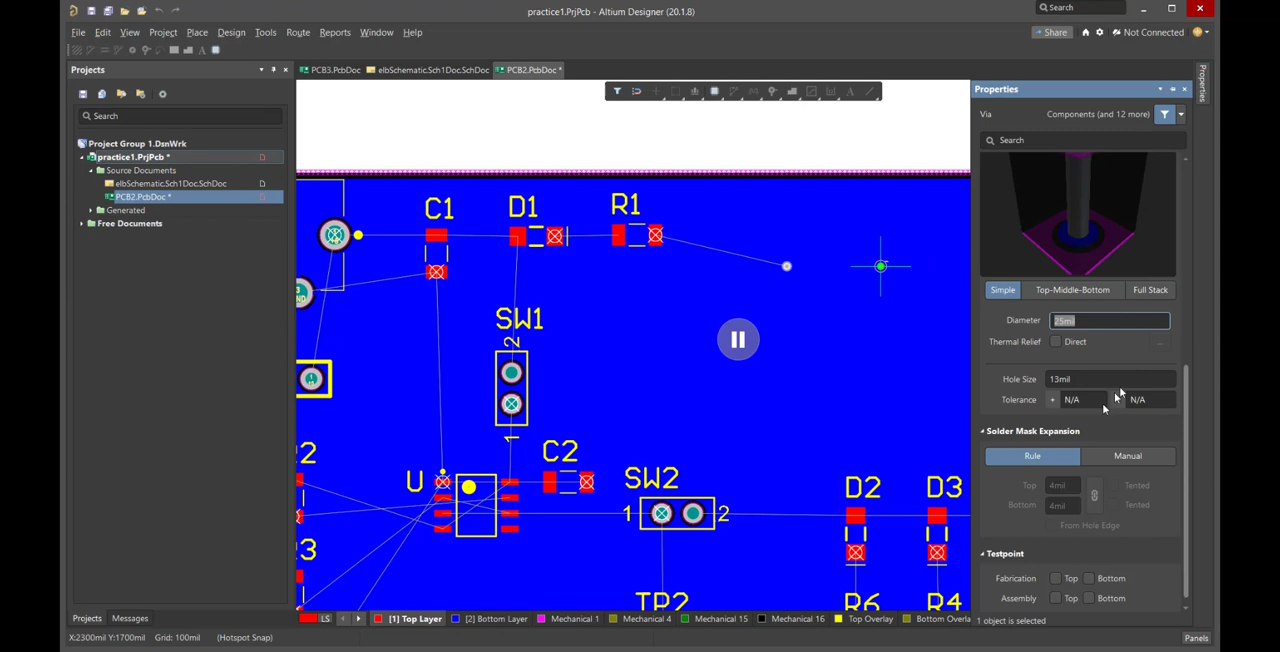 practice1.PrjPcb - Altium Designer (20.1.8)
Search
File Edit View Project Place Design Tools Route Reports Window Help
Share
Not Connected
Projects
PCB3.PcbDoc
elbSchematic.Sch1Doc.SchDoc
PCB2.PcbDoc *
Properties
Properties
Via
Components (and 12 more)
Search
Search
Project Group 1.DsnWrk
practice1.PrjPcb *
Source Documents
elbSchematic.Sch1Doc.SchDoc
PCB2.PcbDoc *
Generated
Free Documents
C1
D1
R1
SW1
2
1
U
C2
SW2
1
2
D2
D3
TP2
R6
R4
Simple
Top-Middle-Bottom
Full Stack
Diameter
25mil
Thermal Relief
Direct
Hole Size
13mil
Tolerance
+
N/A
N/A
Solder Mask Expansion
Rule
Manual
Top
4mil
Tented
Bottom
4mil
Tented
From Hole Edge
Testpoint
Fabrication
Top
Bottom
Assembly
Top
Bottom
1 object is selected
Projects
Messages
LS
[1] Top Layer
[2] Bottom Layer
Mechanical 1
Mechanical 4
Mechanical 15
Mechanical 16
Top Overlay
Bottom Overla
X:2300mil Y:1700mil Grid: 100mil
(Hotspot Snap)
Panels